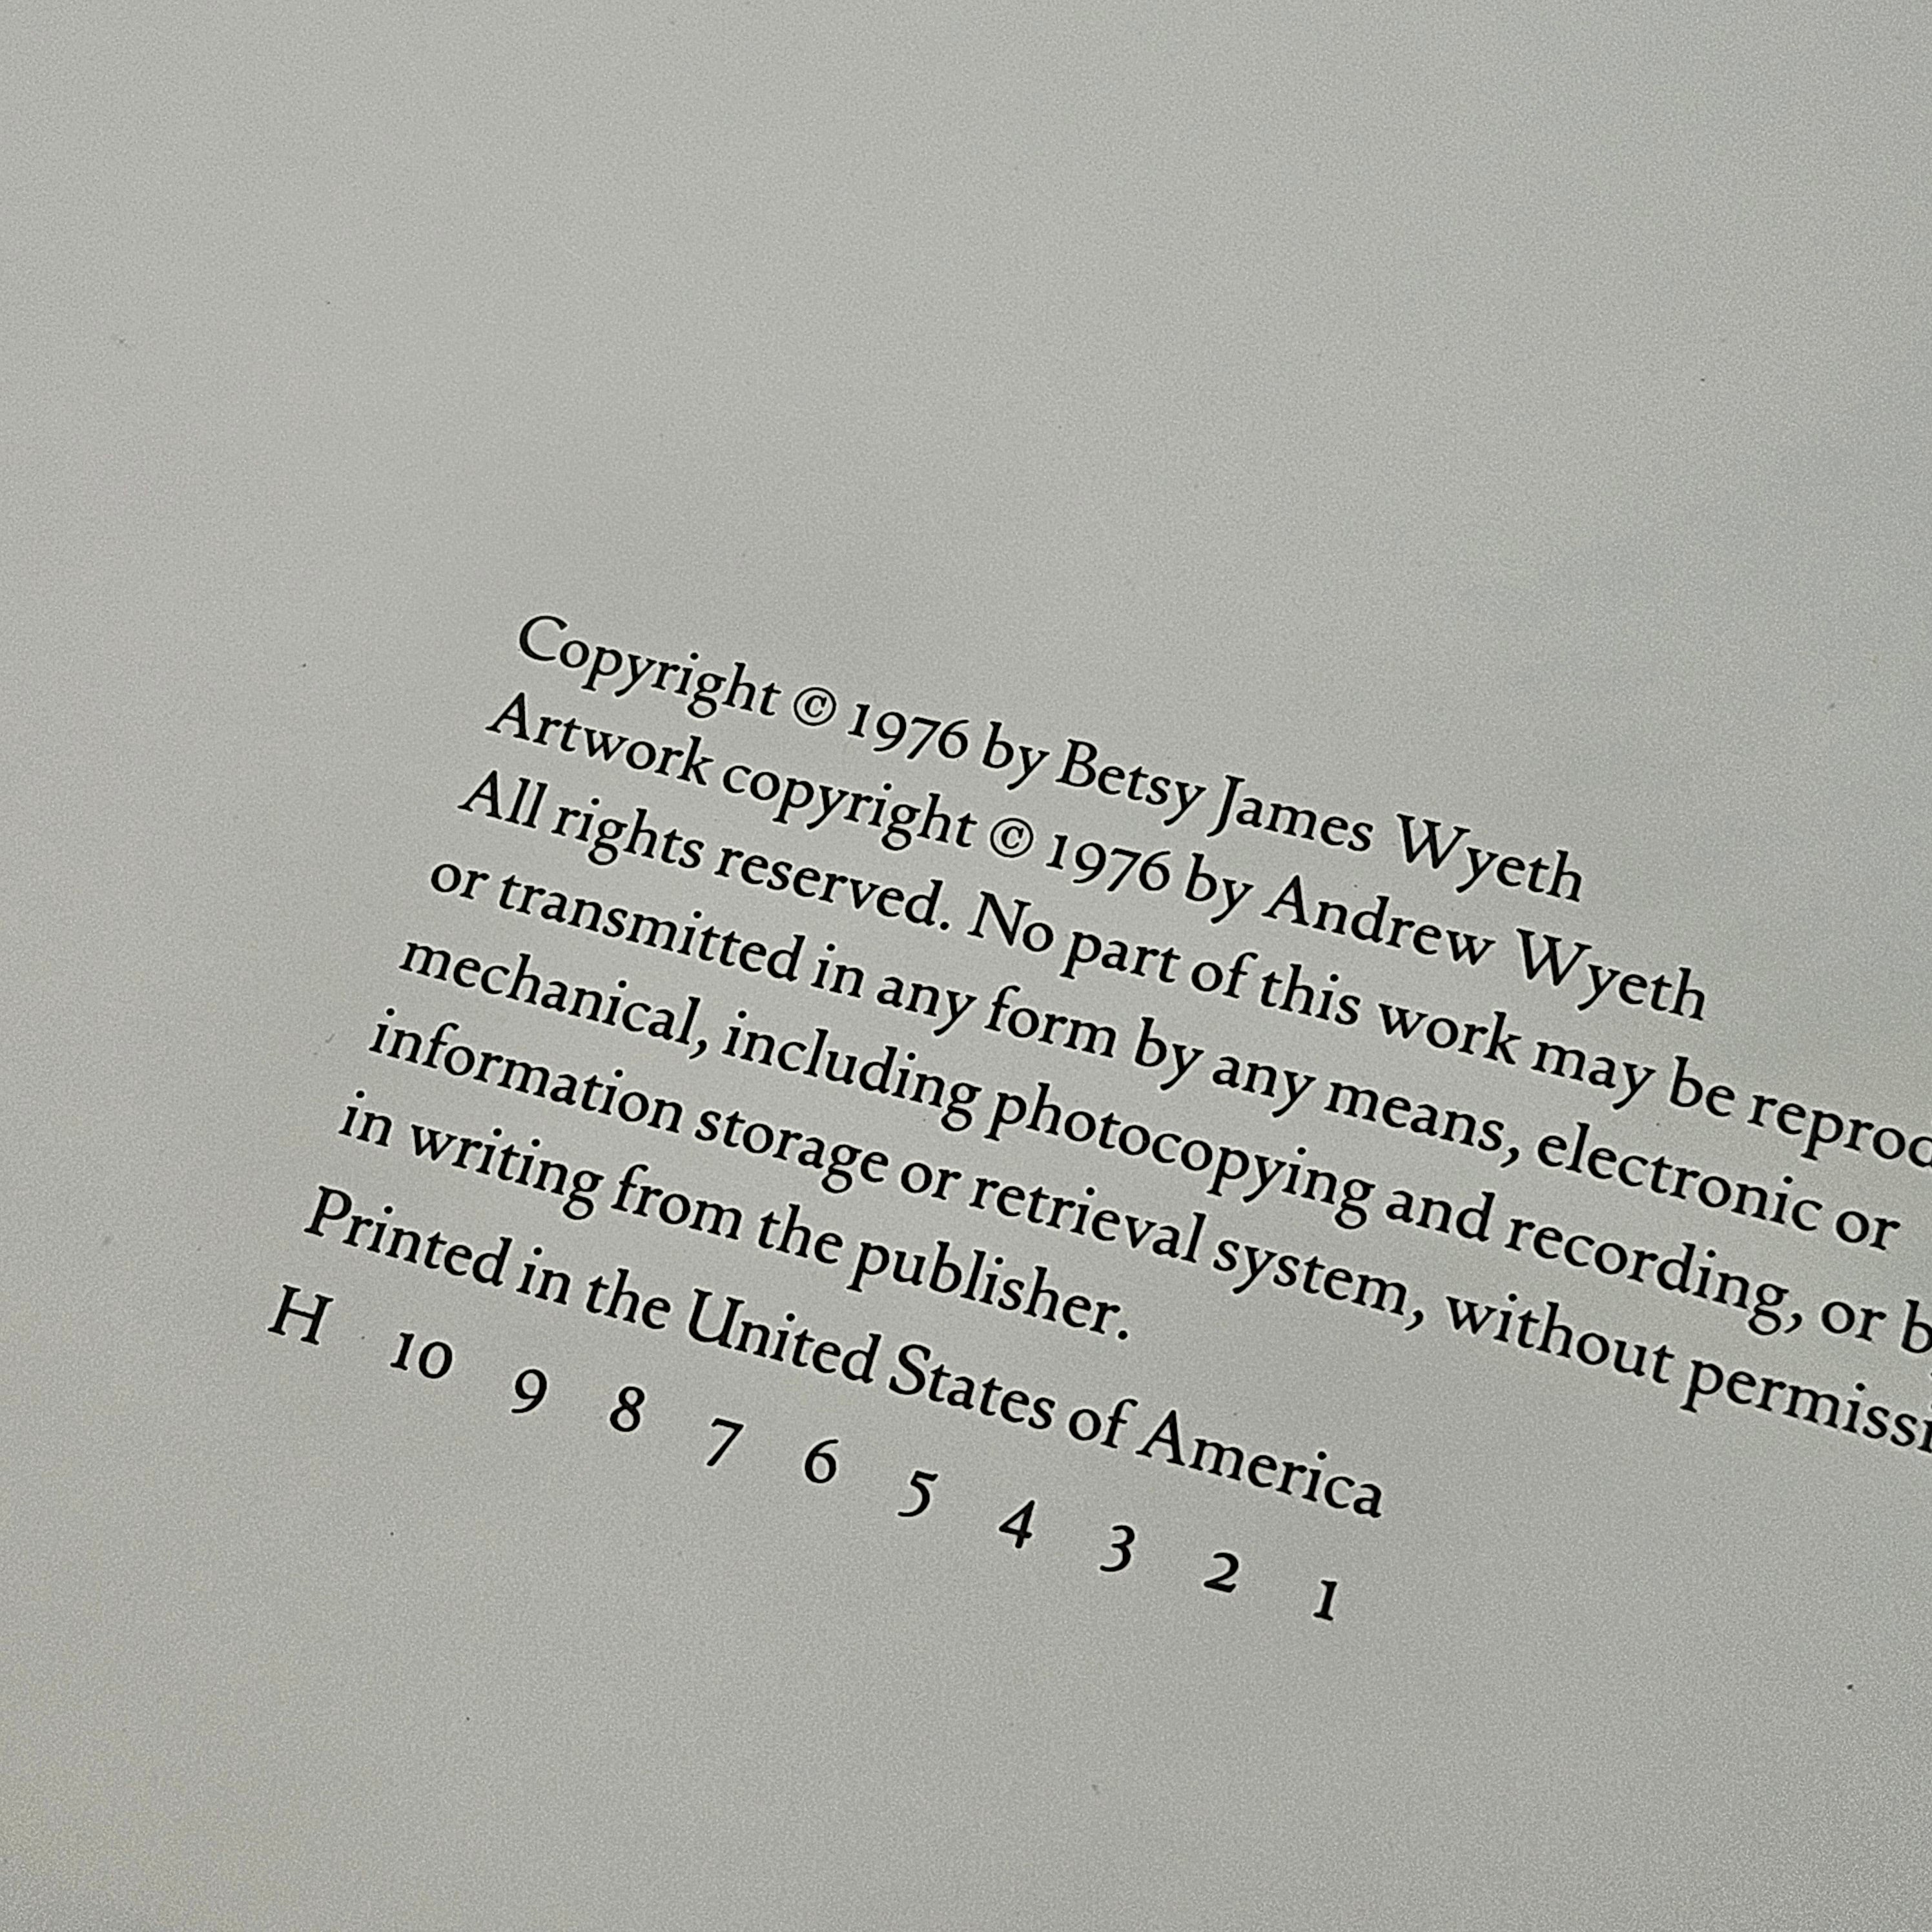 Copyright © 1976 by Betsy James Wyeth
Artwork copyright © 1976 by Andrew Wyeth
All rights reserved. No part of this work may be
or transmitted in any form by any means, electronic or
mechanical, including photocopying and recording, or
information storage or retrieval system, without
in writing from the publisher.
Printed in the United States of America
H 10 9 8 7 6 5 4 3 2 1